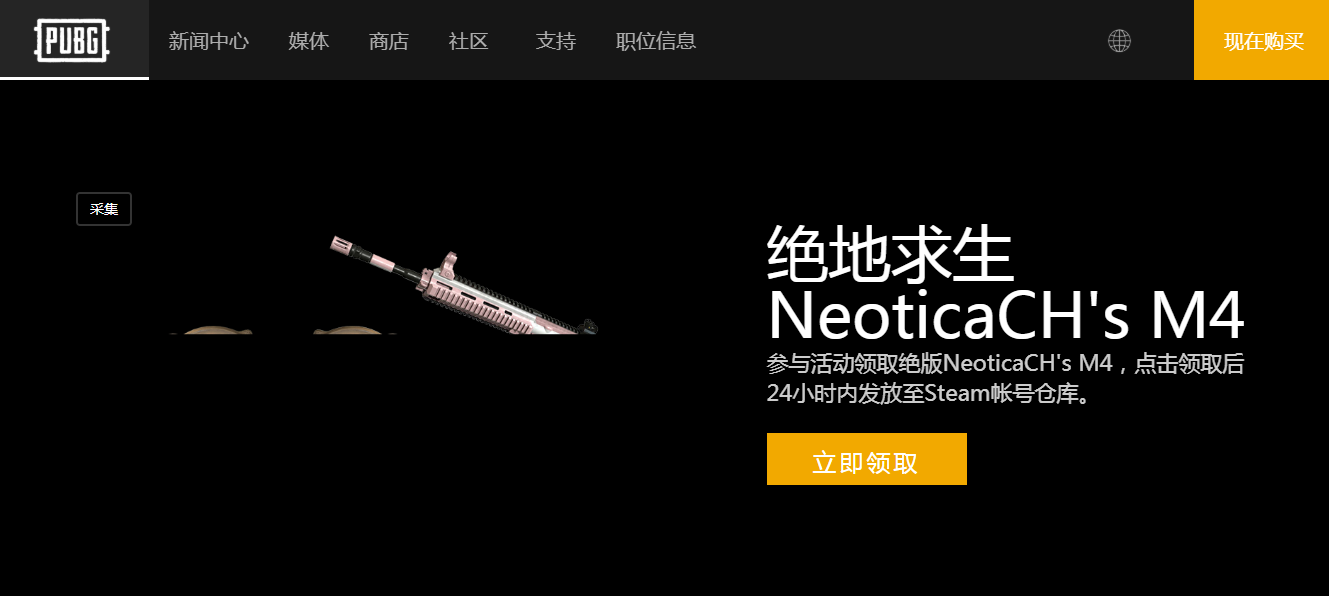 PUBG
新闻中心 媒体 商店 社区 支持 职位信息 现在购买
采集
绝地求生
NeoticaCH's M4
参与活动领取绝版NeoticaCH's M4，点击领取后
24小时内发放至Steam帐号仓库。
立即领取